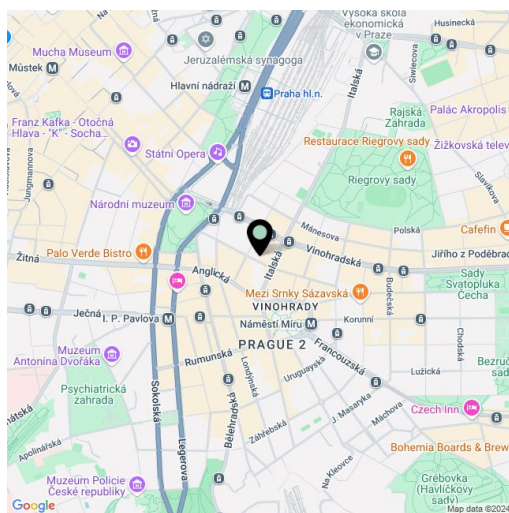 Vysoká škola
ekonomická
v Praze
Husinecká
Mucha Museum
Siwiecova
Můstek
Jeruzalémská synagoga
Hlavní nádraží
Praha hl.n.
Italská
Rajská
Zahrada
Palác Akropolis
Franz Kafka - Otočná
Hlava - "K" - Socha...
Restaurace Riegrovy sady
Žižkovská telev
Státní Opera
Jungmannova
Riegrovy sady
Slavíkova
Národní muzeum
Mánesova
Polská
Cafefin
Palo Verde Bistro
Vinohradská
Jiřího z Poděbrad
Žitná
Anglická
Italská
Sady
Svatopluka
Čecha
Budečská
Mezi Srnky Sázavská
VINOHRADY
Ječná
I. P. Pavlova
Náměstí Míru
Korunní
Chodská
PRAGUE 2
Muzeum
Antonína Dvořáka
Rumunská
Francouzská
Bezruč
sady
Londýnská
Uruguayská
Lužická
Psychiatrická
zahrada
Sokolská
Bělehradská
J. Masaryka
Máchova
Czech Inn
Apolinářská
Legerova
Záhřebská
Bohemia Boards & Brew
Na Kleovce
Muzeum Policie
České republiky
Grébovka
(Havlíčkovy
sady)
Google
Map data ©2024